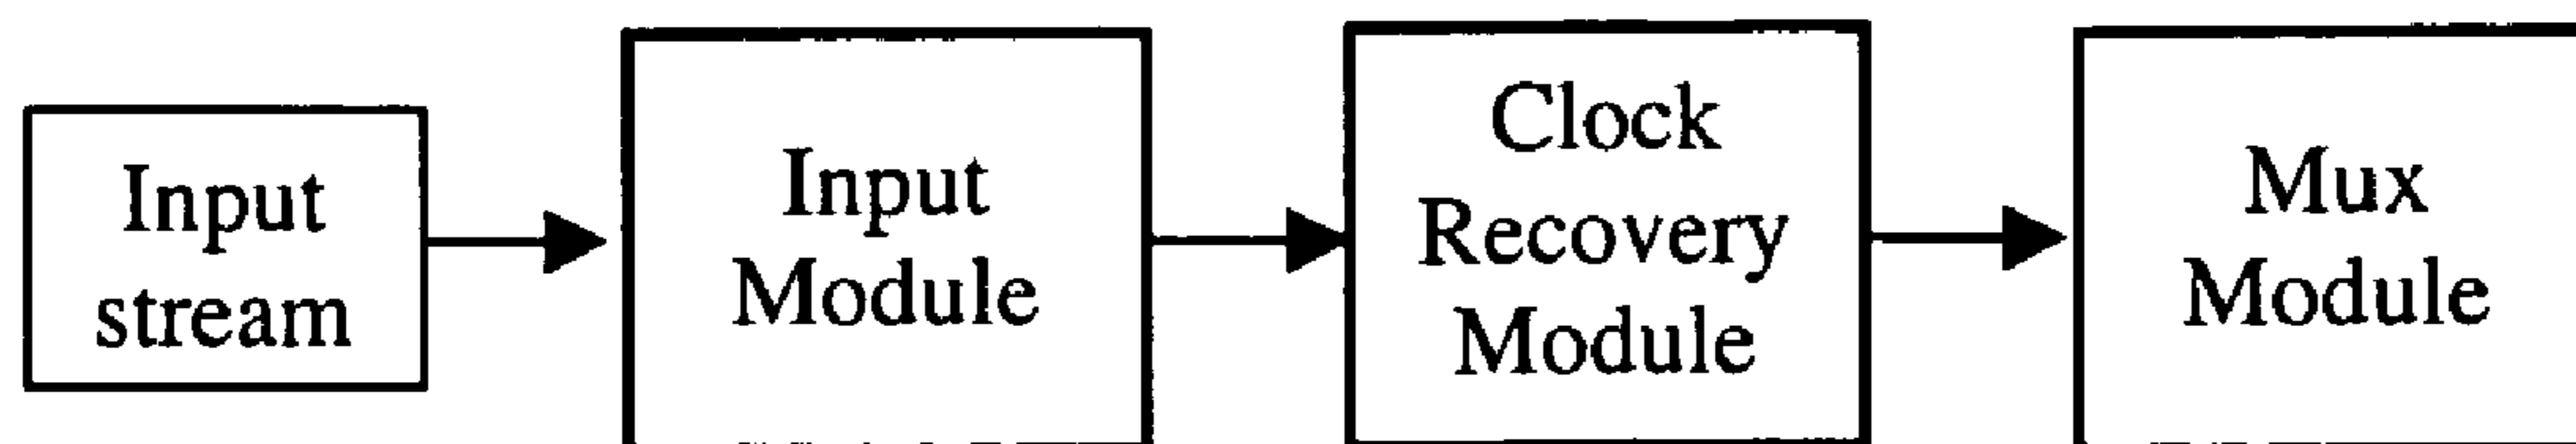 Input
stream
Input
Module
Clock
Recovery
Module
Mux
Module